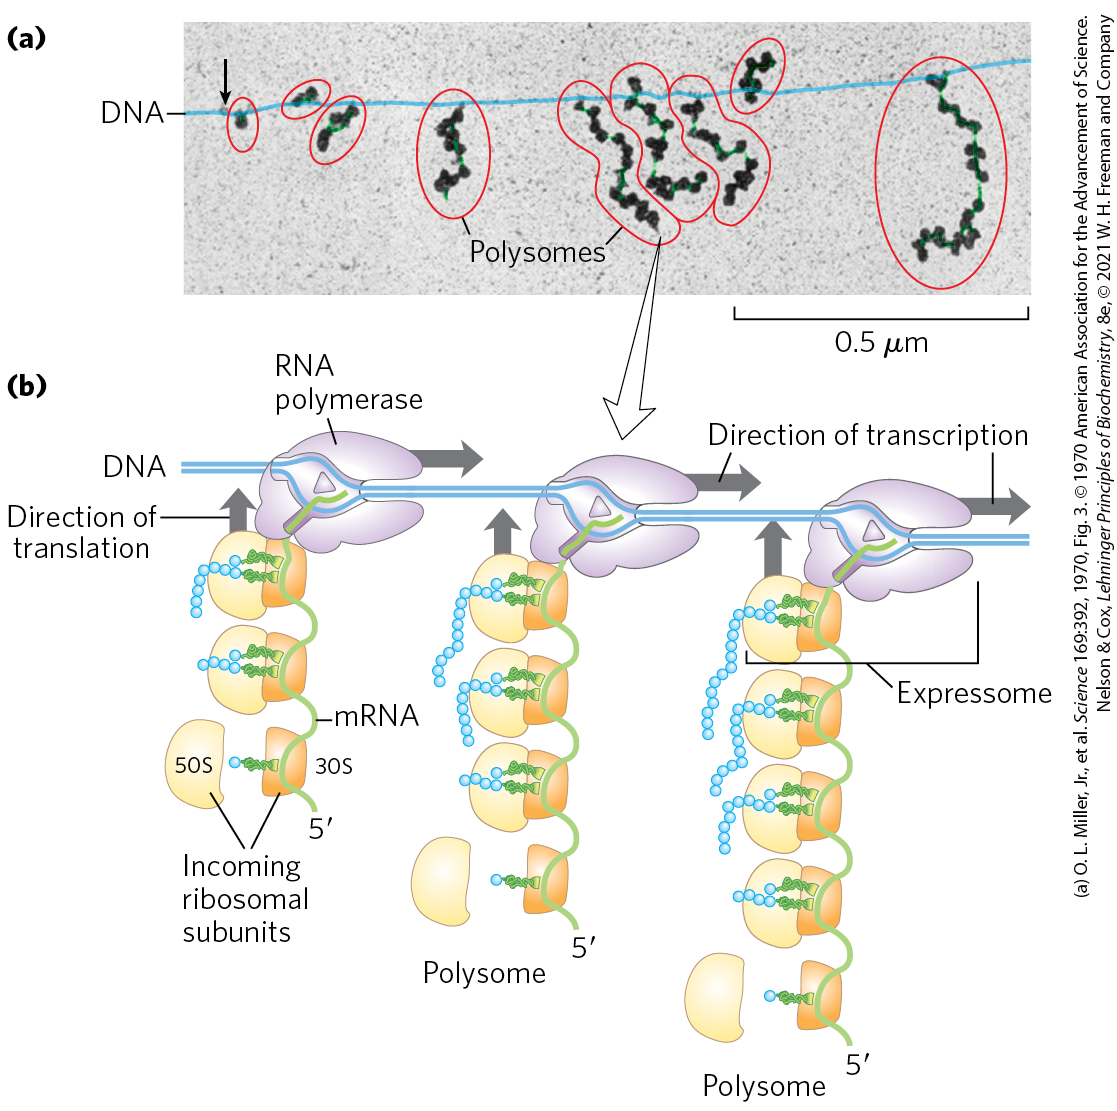 (a)
DNA
Polysomes
0.5 μm
(b)
RNA
polymerase
DNA
Direction of transcription
Direction of
translation
Expressome
mRNA
50S
30S
5′
Incoming
ribosomal
subunits
5′
Polysome
5′
Polysome
(a) O. L. Miller, Jr., et al. Science 169:392, 1970, Fig. 3. © 1970 American Association for the Advancement of Science.
Nelson & Cox, Lehninger Principles of Biochemistry, 8e, © 2021 W. H. Freeman and Company